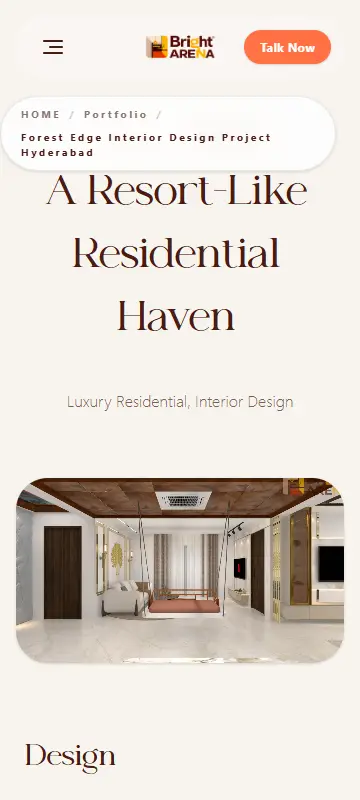 Bright
ARENA
Talk Now
HOME / Portfolio /
Forest Edge Interior Design Project
Hyderabad
A Resort-Like
Residential
Haven
Luxury Residential, Interior Design
ARE
Design